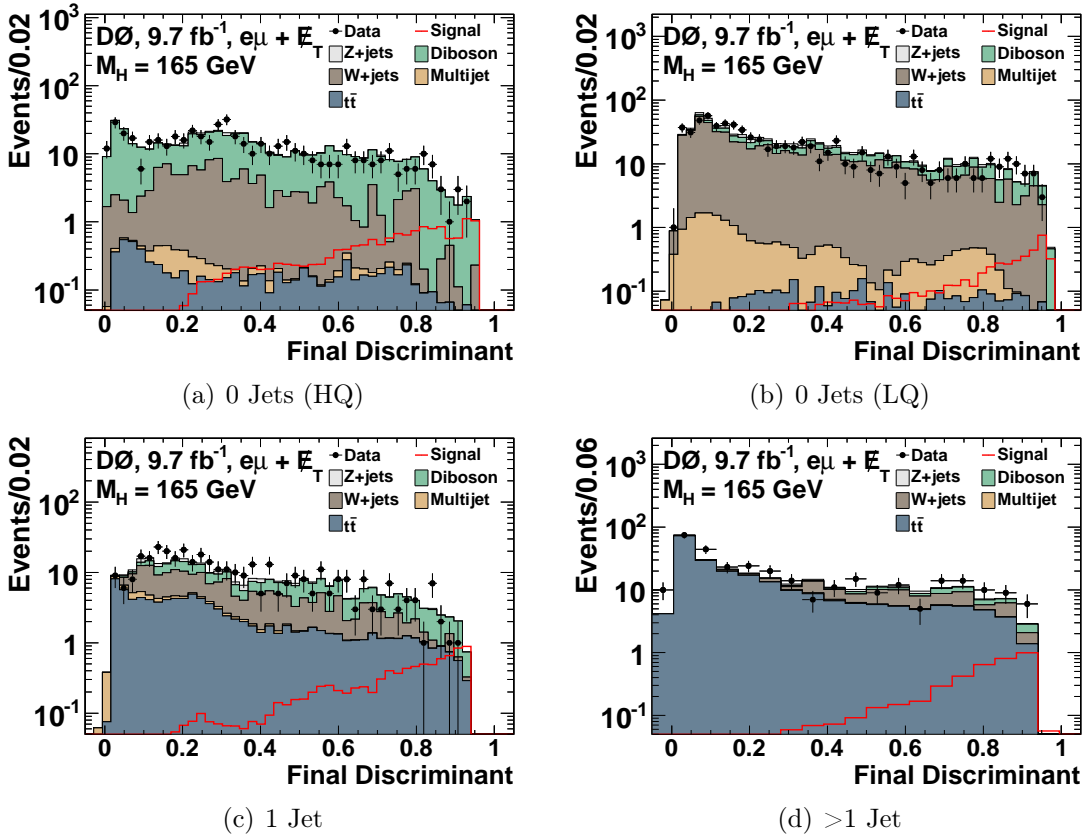 DØ, 9.7 fb⁻¹, eμ + E̸_T
M_H = 165 GeV
Data
Z+jets
W+jets
tt̄
Signal
Diboson
Multijet
Events/0.02
10³
10²
10
1
10⁻¹
0 0.2 0.4 0.6 0.8 1
Final Discriminant
(a) 0 Jets (HQ)
DØ, 9.7 fb⁻¹, eμ + E̸_T
M_H = 165 GeV
Data
Z+jets
W+jets
tt̄
Signal
Diboson
Multijet
Events/0.02
10³
10²
10
1
10⁻¹
0 0.2 0.4 0.6 0.8 1
Final Discriminant
(b) 0 Jets (LQ)
DØ, 9.7 fb⁻¹, eμ + E̸_T
M_H = 165 GeV
Data
Z+jets
W+jets
tt̄
Signal
Diboson
Multijet
Events/0.02
10²
10
1
10⁻¹
0 0.2 0.4 0.6 0.8 1
Final Discriminant
(c) 1 Jet
DØ, 9.7 fb⁻¹, eμ + E̸_T
M_H = 165 GeV
Data
Z+jets
W+jets
tt̄
Signal
Diboson
Multijet
Events/0.06
10³
10²
10
1
10⁻¹
0 0.2 0.4 0.6 0.8 1
Final Discriminant
(d) >1 Jet